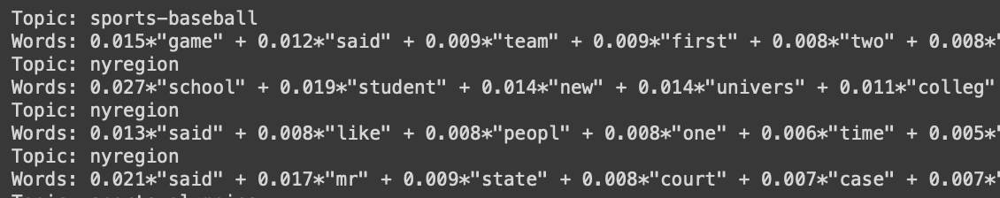 Topic: sports-baseball
Words: 0.015*"game" + 0.012*"said" + 0.009*"team" + 0.009*"first" + 0.008*"two" + 0.008*"
Topic: nyregion
Words: 0.027*"school" + 0.019*"student" + 0.014*"new" + 0.014*"univers" + 0.011*"colleg"
Topic: nyregion
Words: 0.013*"said" + 0.008*"like" + 0.008*"peopl" + 0.008*"one" + 0.006*"time" + 0.005*"
Topic: nyregion
Words: 0.021*"said" + 0.017*"mr" + 0.009*"state" + 0.008*"court" + 0.007*"case" + 0.007*"